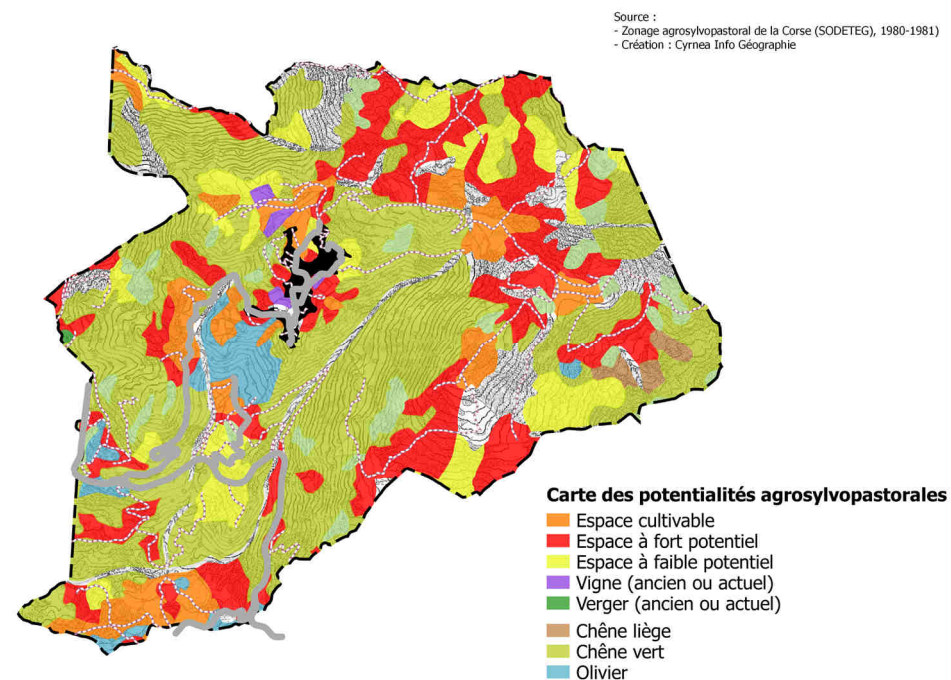 Source :
- Zonage agrosylvopastoral de la Corse (SODETEG), 1980-1981)
- Création : Cyrnea Info Géographie
Carte des potentialités agrosylvopastorales
Espace cultivable
Espace à fort potentiel
Espace à faible potentiel
Vigne (ancien ou actuel)
Verger (ancien ou actuel)
Chêne liège
Chêne vert
Olivier